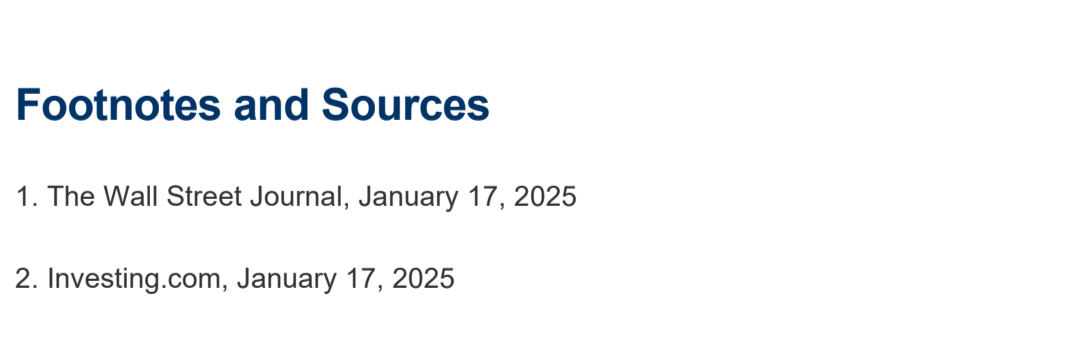 Footnotes and Sources
1. The Wall Street Journal, January 17, 2025
2. Investing.com, January 17, 2025